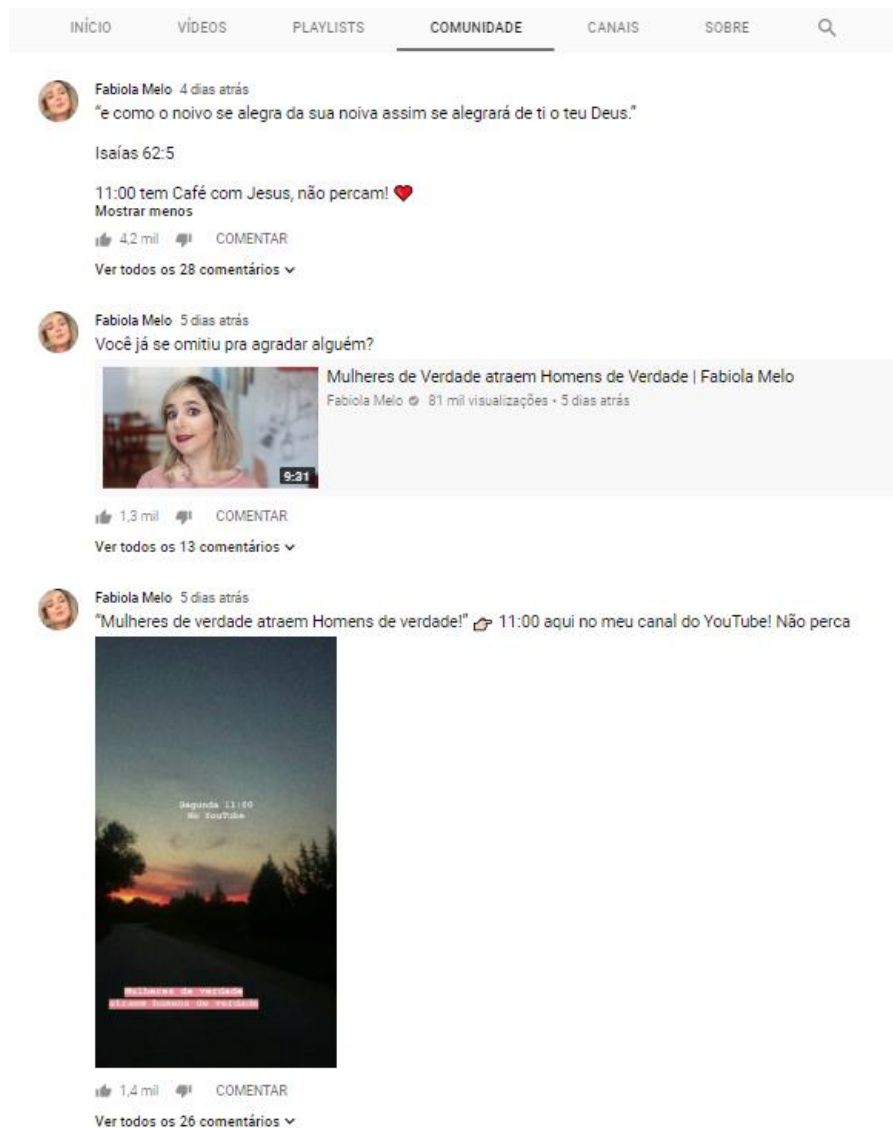 INÍCIO VÍDEOS PLAYLISTS COMUNIDADE CANAIS SOBRE
Fabiola Melo 4 dias atrás
“e como o noivo se alegra da sua noiva assim se alegrará de ti o teu Deus.”
Isaías 62:5
11:00 tem Café com Jesus, não percam! ❤
Mostrar menos
4,2 mil COMENTAR
Ver todos os 28 comentários
Fabiola Melo 5 dias atrás
Você já se omitiu pra agradar alguém?
Mulheres de Verdade atraem Homens de Verdade | Fabiola Melo
Fabiola Melo 81 mil visualizações • 5 dias atrás
9:31
1,3 mil COMENTAR
Ver todos os 13 comentários
Fabiola Melo 5 dias atrás
“Mulheres de verdade atraem Homens de verdade!” 👉 11:00 aqui no meu canal do YouTube! Não perca
Segunda 11:00
No YouTube
Mulheres de verdade
atraem homens de verdade
1,4 mil COMENTAR
Ver todos os 26 comentários